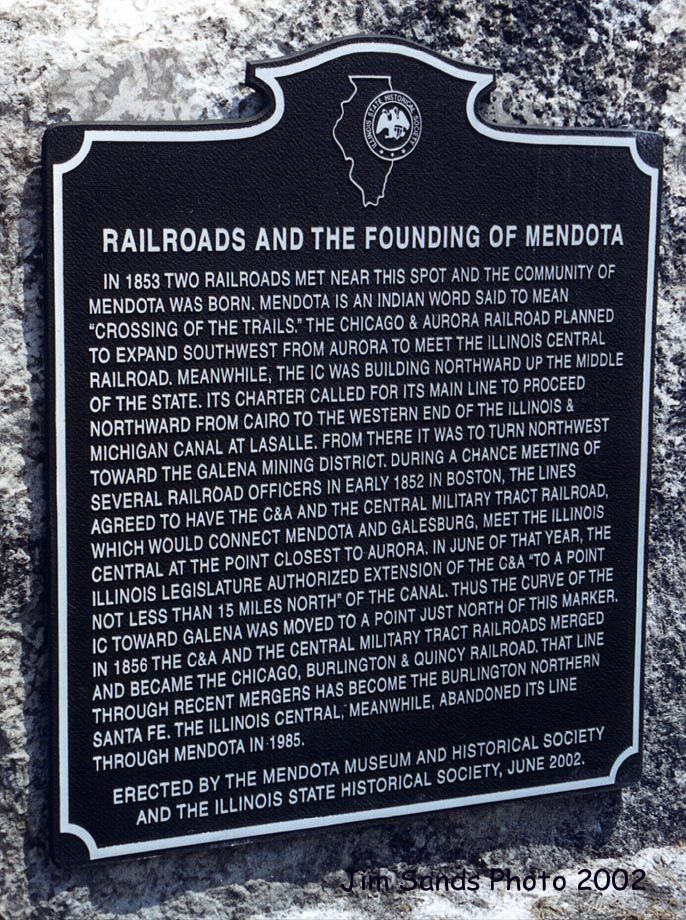 ILLINOIS STATE HISTORICAL SOCIETY
RAILROADS AND THE FOUNDING OF MENDOTA
IN 1853 TWO RAILROADS MET NEAR THIS SPOT AND THE COMMUNITY OF
MENDOTA WAS BORN. MENDOTA IS AN INDIAN WORD SAID TO MEAN
“CROSSING OF THE TRAILS.” THE CHICAGO & AURORA RAILROAD PLANNED
TO EXPAND SOUTHWEST FROM AURORA TO MEET THE ILLINOIS CENTRAL
RAILROAD. MEANWHILE, THE IC WAS BUILDING NORTHWARD UP THE MIDDLE
OF THE STATE. ITS CHARTER CALLED FOR ITS MAIN LINE TO PROCEED
NORTHWARD FROM CAIRO TO THE WESTERN END OF THE ILLINOIS &
MICHIGAN CANAL AT LASALLE. FROM THERE IT WAS TO TURN NORTHWEST
TOWARD THE GALENA MINING DISTRICT. DURING A CHANCE MEETING OF
SEVERAL RAILROAD OFFICERS IN EARLY 1852 IN BOSTON, THE LINES
AGREED TO HAVE THE C&A AND THE CENTRAL MILITARY TRACT RAILROAD,
WHICH WOULD CONNECT MENDOTA AND GALESBURG, MEET THE ILLINOIS
CENTRAL AT THE POINT CLOSEST TO AURORA. IN JUNE OF THAT YEAR, THE
ILLINOIS LEGISLATURE AUTHORIZED EXTENSION OF THE C&A “TO A POINT
NOT LESS THAN 15 MILES NORTH” OF THE CANAL. THUS THE CURVE OF THE
IC TOWARD GALENA WAS MOVED TO A POINT JUST NORTH OF THIS MARKER.
IN 1856 THE C&A AND THE CENTRAL MILITARY TRACT RAILROADS MERGED
AND BECAME THE CHICAGO, BURLINGTON & QUINCY RAILROAD. THAT LINE
THROUGH RECENT MERGERS HAS BECOME THE BURLINGTON NORTHERN
SANTA FE. THE ILLINOIS CENTRAL, MEANWHILE, ABANDONED ITS LINE
THROUGH MENDOTA IN 1985.
ERECTED BY THE MENDOTA MUSEUM AND HISTORICAL SOCIETY
AND THE ILLINOIS STATE HISTORICAL SOCIETY, JUNE 2002.
Jim Sands Photo 2002